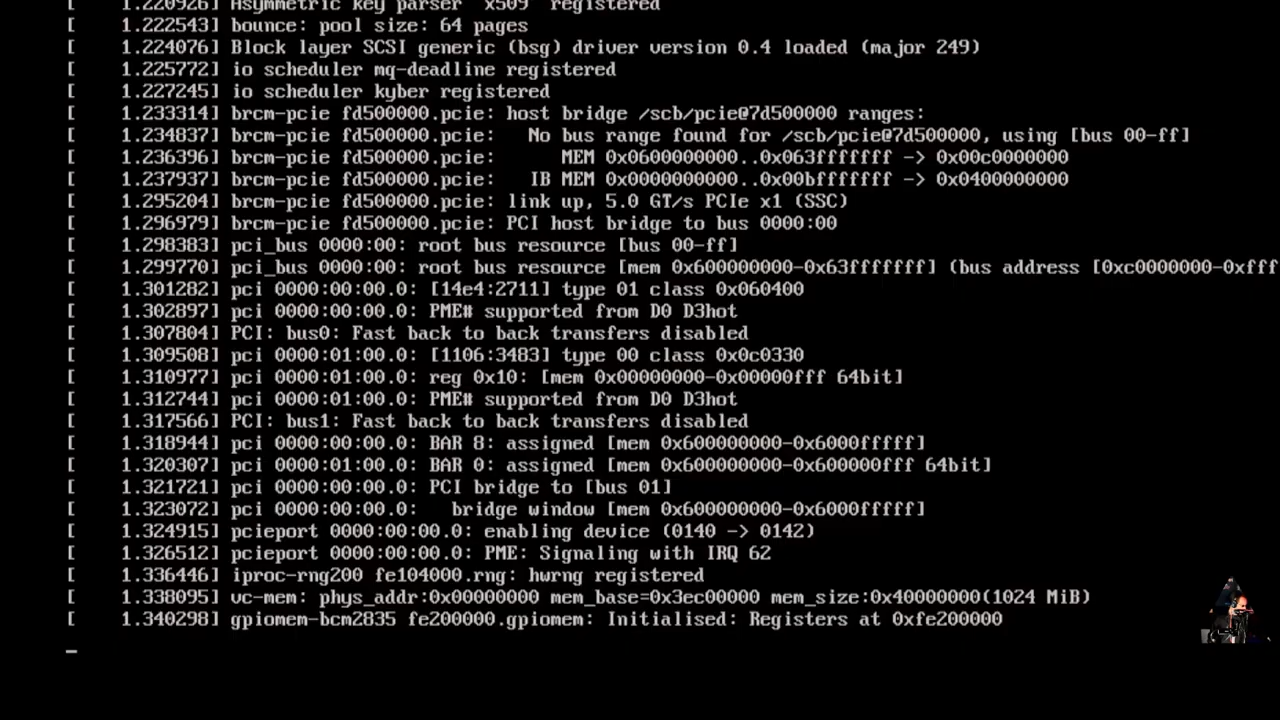 [    1.220926] Asymmetric key parser 'x509' registered
[    1.222543] bounce: pool size: 64 pages
[    1.224076] Block layer SCSI generic (bsg) driver version 0.4 loaded (major 249)
[    1.225772] io scheduler mq-deadline registered
[    1.227245] io scheduler kyber registered
[    1.233314] brcm-pcie fd500000.pcie: host bridge /scb/pcie@7d500000 ranges:
[    1.234837] brcm-pcie fd500000.pcie:   No bus range found for /scb/pcie@7d500000, using [bus 00-ff]
[    1.236396] brcm-pcie fd500000.pcie:      MEM 0x0600000000..0x063fffffff -> 0x00c0000000
[    1.237937] brcm-pcie fd500000.pcie:   IB MEM 0x0000000000..0x00bfffffff -> 0x0400000000
[    1.295204] brcm-pcie fd500000.pcie: link up, 5.0 GT/s PCIe x1 (SSC)
[    1.296979] brcm-pcie fd500000.pcie: PCI host bridge to bus 0000:00
[    1.298383] pci_bus 0000:00: root bus resource [bus 00-ff]
[    1.299770] pci_bus 0000:00: root bus resource [mem 0x600000000-0x63fffffff] (bus address [0xc0000000-0xfff
[    1.301282] pci 0000:00:00.0: [14e4:2711] type 01 class 0x060400
[    1.302897] pci 0000:00:00.0: PME# supported from D0 D3hot
[    1.307804] PCI: bus0: Fast back to back transfers disabled
[    1.309508] pci 0000:01:00.0: [1106:3483] type 00 class 0x0c0330
[    1.310977] pci 0000:01:00.0: reg 0x10: [mem 0x00000000-0x00000fff 64bit]
[    1.312744] pci 0000:01:00.0: PME# supported from D0 D3hot
[    1.317566] PCI: bus1: Fast back to back transfers disabled
[    1.318944] pci 0000:00:00.0: BAR 8: assigned [mem 0x600000000-0x6000fffff]
[    1.320307] pci 0000:01:00.0: BAR 0: assigned [mem 0x600000000-0x600000fff 64bit]
[    1.321721] pci 0000:00:00.0: PCI bridge to [bus 01]
[    1.323072] pci 0000:00:00.0:   bridge window [mem 0x600000000-0x6000fffff]
[    1.324915] pcieport 0000:00:00.0: enabling device (0140 -> 0142)
[    1.326512] pcieport 0000:00:00.0: PME: Signaling with IRQ 62
[    1.336446] iproc-rng200 fe104000.rng: hwrng registered
[    1.338095] vc-mem: phys_addr:0x00000000 mem_base=0x3ec00000 mem_size:0x40000000(1024 MiB)
[    1.340298] gpiomem-bcm2835 fe200000.gpiomem: Initialised: Registers at 0xfe200000